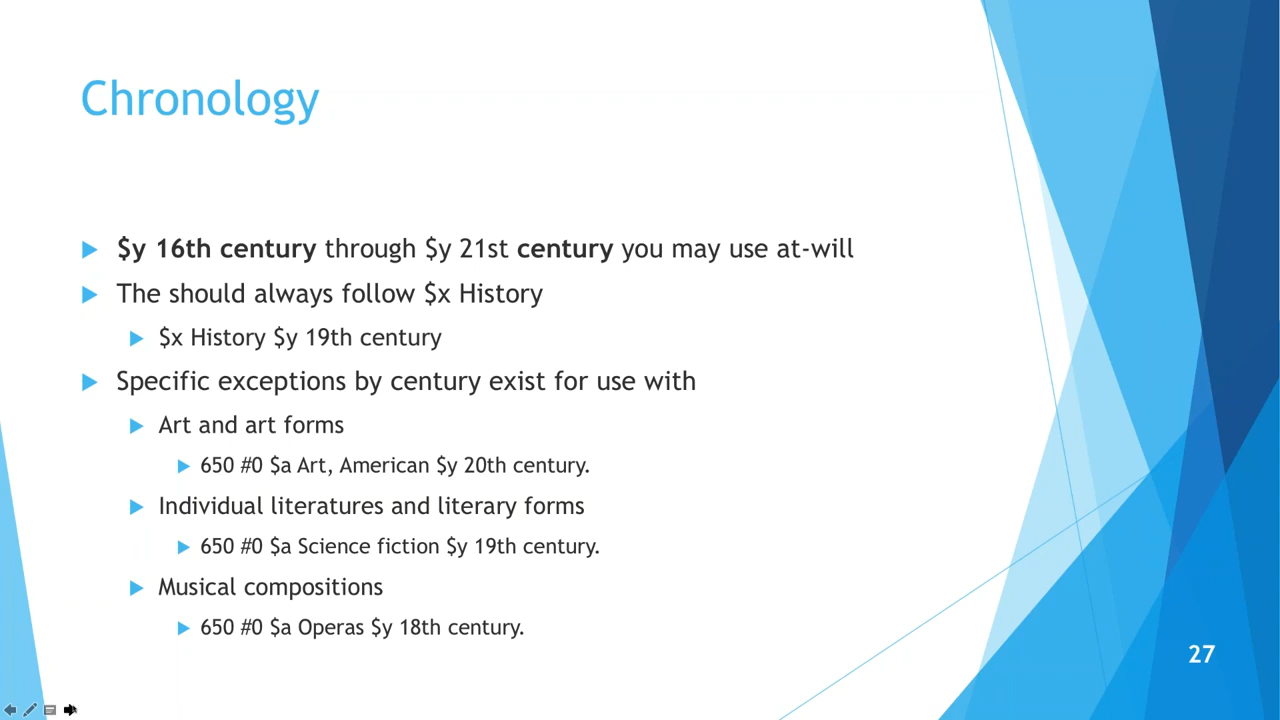 Chronology
$y 16th century through $y 21st century you may use at-will
The should always follow $x History
$x History $y 19th century
Specific exceptions by century exist for use with
Art and art forms
650 #0 $a Art, American $y 20th century.
Individual literatures and literary forms
650 #0 $a Science fiction $y 19th century.
Musical compositions
650 #0 $a Operas $y 18th century.
27